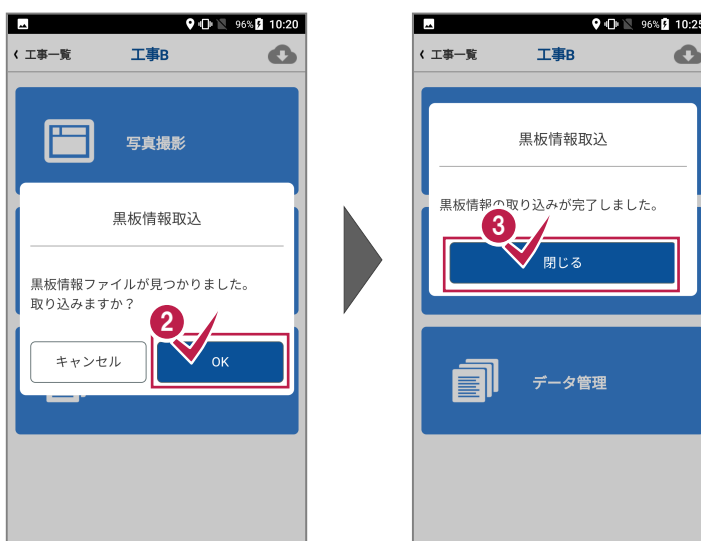 96% 10:20
工事一覧 工事B
写真撮影
黒板情報取込
黒板情報ファイルが見つかりました。
取り込みますか？
2
キャンセル OK
96% 10:25
工事一覧 工事B
黒板情報取込
黒板情報の取り込みが完了しました。
3
閉じる
データ管理